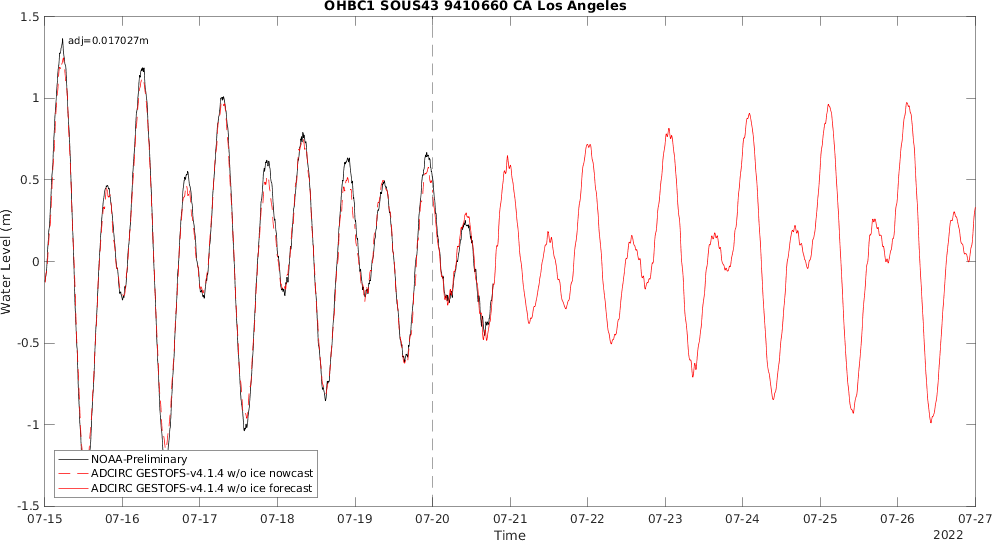 OHBC1 SOUS43 9410660 CA Los Angeles
1.5
adj=0.017027m
1
0.5
0
-0.5
-1
-1.5
Water Level (m)
NOAA-Preliminary
ADCIRC GESTOFS-v4.1.4 w/o ice nowcast
ADCIRC GESTOFS-v4.1.4 w/o ice forecast
07-15 07-16 07-17 07-18 07-19 07-20 07-21 07-22 07-23 07-24 07-25 07-26 07-27
Time
2022